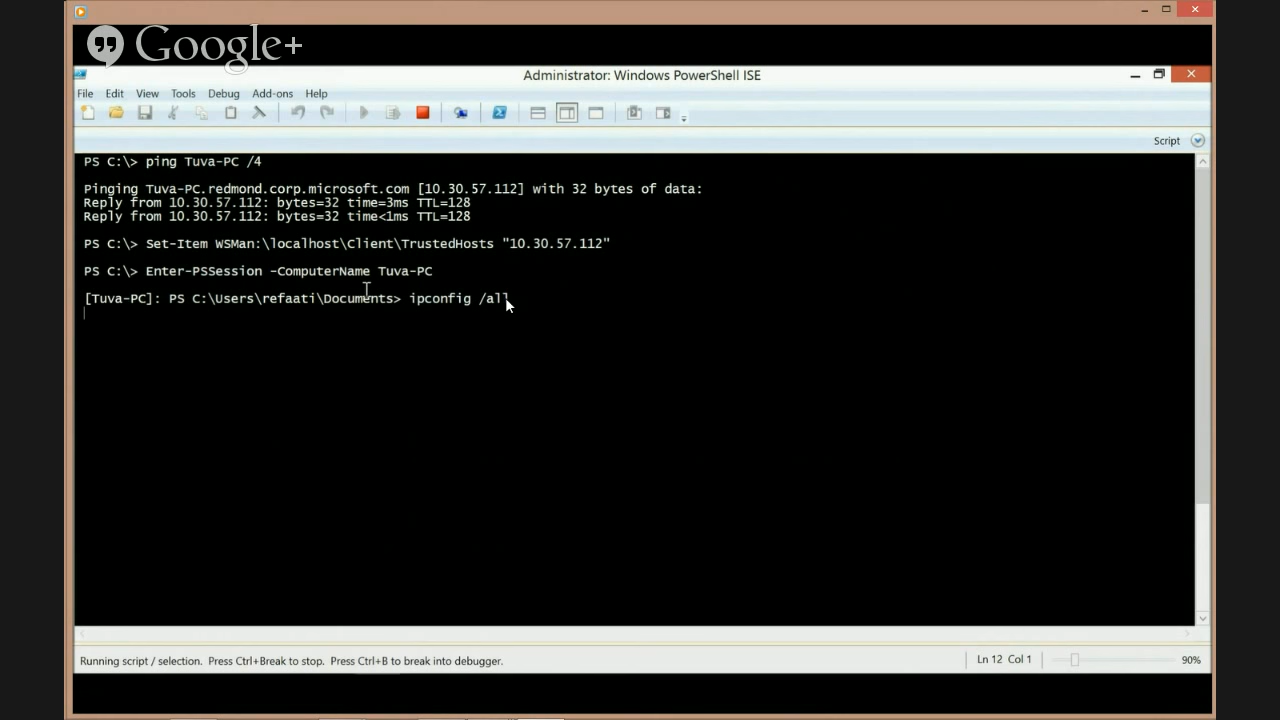 Google+
Administrator: Windows PowerShell ISE
File Edit View Tools Debug Add-ons Help
Script
PS C:\> ping Tuva-PC /4
Pinging Tuva-PC.redmond.corp.microsoft.com [10.30.57.112] with 32 bytes of data:
Reply from 10.30.57.112: bytes=32 time=3ms TTL=128
Reply from 10.30.57.112: bytes=32 time<1ms TTL=128
PS C:\> Set-Item WSMan:\localhost\Client\TrustedHosts "10.30.57.112"
PS C:\> Enter-PSSession -ComputerName Tuva-PC
[Tuva-PC]: PS C:\Users\refaati\Documents> ipconfig /all
Running script / selection. Press Ctrl+Break to stop. Press Ctrl+B to break into debugger.
Ln 12 Col 1
90%